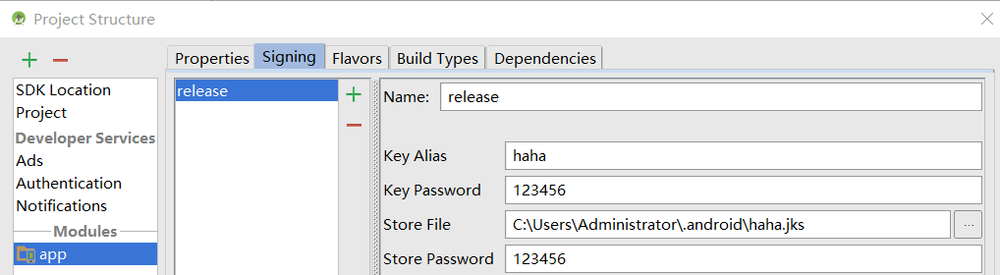 Project Structure
Properties Signing Flavors Build Types Dependencies
SDK Location
Project
Developer Services
Ads
Authentication
Notifications
Modules
app
release
Name: release
Key Alias haha
Key Password 123456
Store File C:\Users\Administrator\.android\haha.jks ...
Store Password 123456